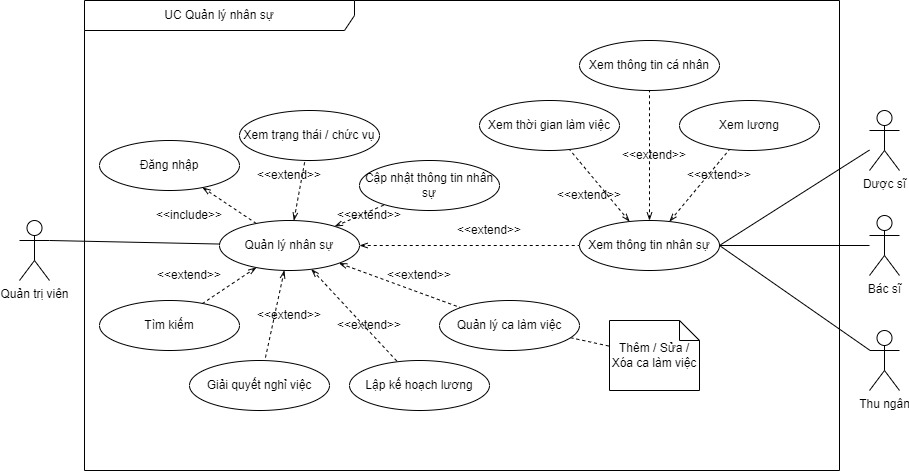 UC Quản lý nhân sự
Xem thông tin cá nhân
Xem thời gian làm việc
Xem lương
<<extend>>
<<extend>>
<<extend>>
Xem trạng thái / chức vụ
Đăng nhập
<<extend>>
Cập nhật thông tin nhân
sự
<<include>>
<<extend>>
Dược sĩ
Quản lý nhân sự
<<extend>>
Xem thông tin nhân sự
Quản trị viên
Bác sĩ
<<extend>>
<<extend>>
<<extend>>
<<extend>>
Tìm kiếm
Quản lý ca làm việc
Thêm / Sửa /
Xóa ca làm việc
Giải quyết nghỉ việc
Lập kế hoạch lương
Thu ngân